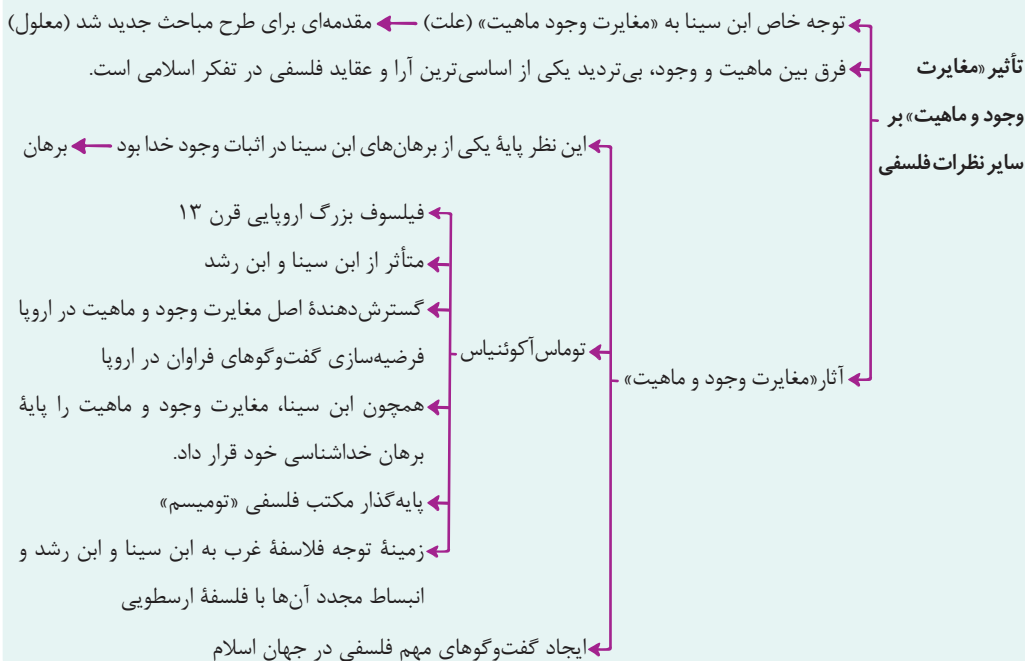 تأثیر «مغایرت
وجود و ماهیت» بر
سایر نظرات فلسفی
توجه خاص ابن سینا به «مغایرت وجود ماهیت» (علت) مقدمه‌ای برای طرح مباحث جدید شد (معلول)
فرق بین ماهیت و وجود، بی‌تردید یکی از اساسی‌ترین آرا و عقاید فلسفی در تفکر اسلامی است.
آثار«مغایرت وجود و ماهیت»
این نظر پایهٔ یکی از برهان‌های ابن سینا در اثبات وجود خدا بود برهان
توماس‌آکوئنیاس
فیلسوف بزرگ اروپایی قرن ۱۳
متأثر از ابن سینا و ابن رشد
گسترش‌دهندهٔ اصل مغایرت وجود و ماهیت در اروپا
فرضیه‌سازی گفت‌وگوهای فراوان در اروپا
همچون ابن سینا، مغایرت وجود و ماهیت را پایهٔ
برهان خداشناسی خود قرار داد.
پایه‌گذار مکتب فلسفی «تومیسم»
زمینهٔ توجه فلاسفهٔ غرب به ابن سینا و ابن رشد و
انبساط مجدد آن‌ها با فلسفهٔ ارسطویی
ایجاد گفت‌وگوهای مهم فلسفی در جهان اسلام